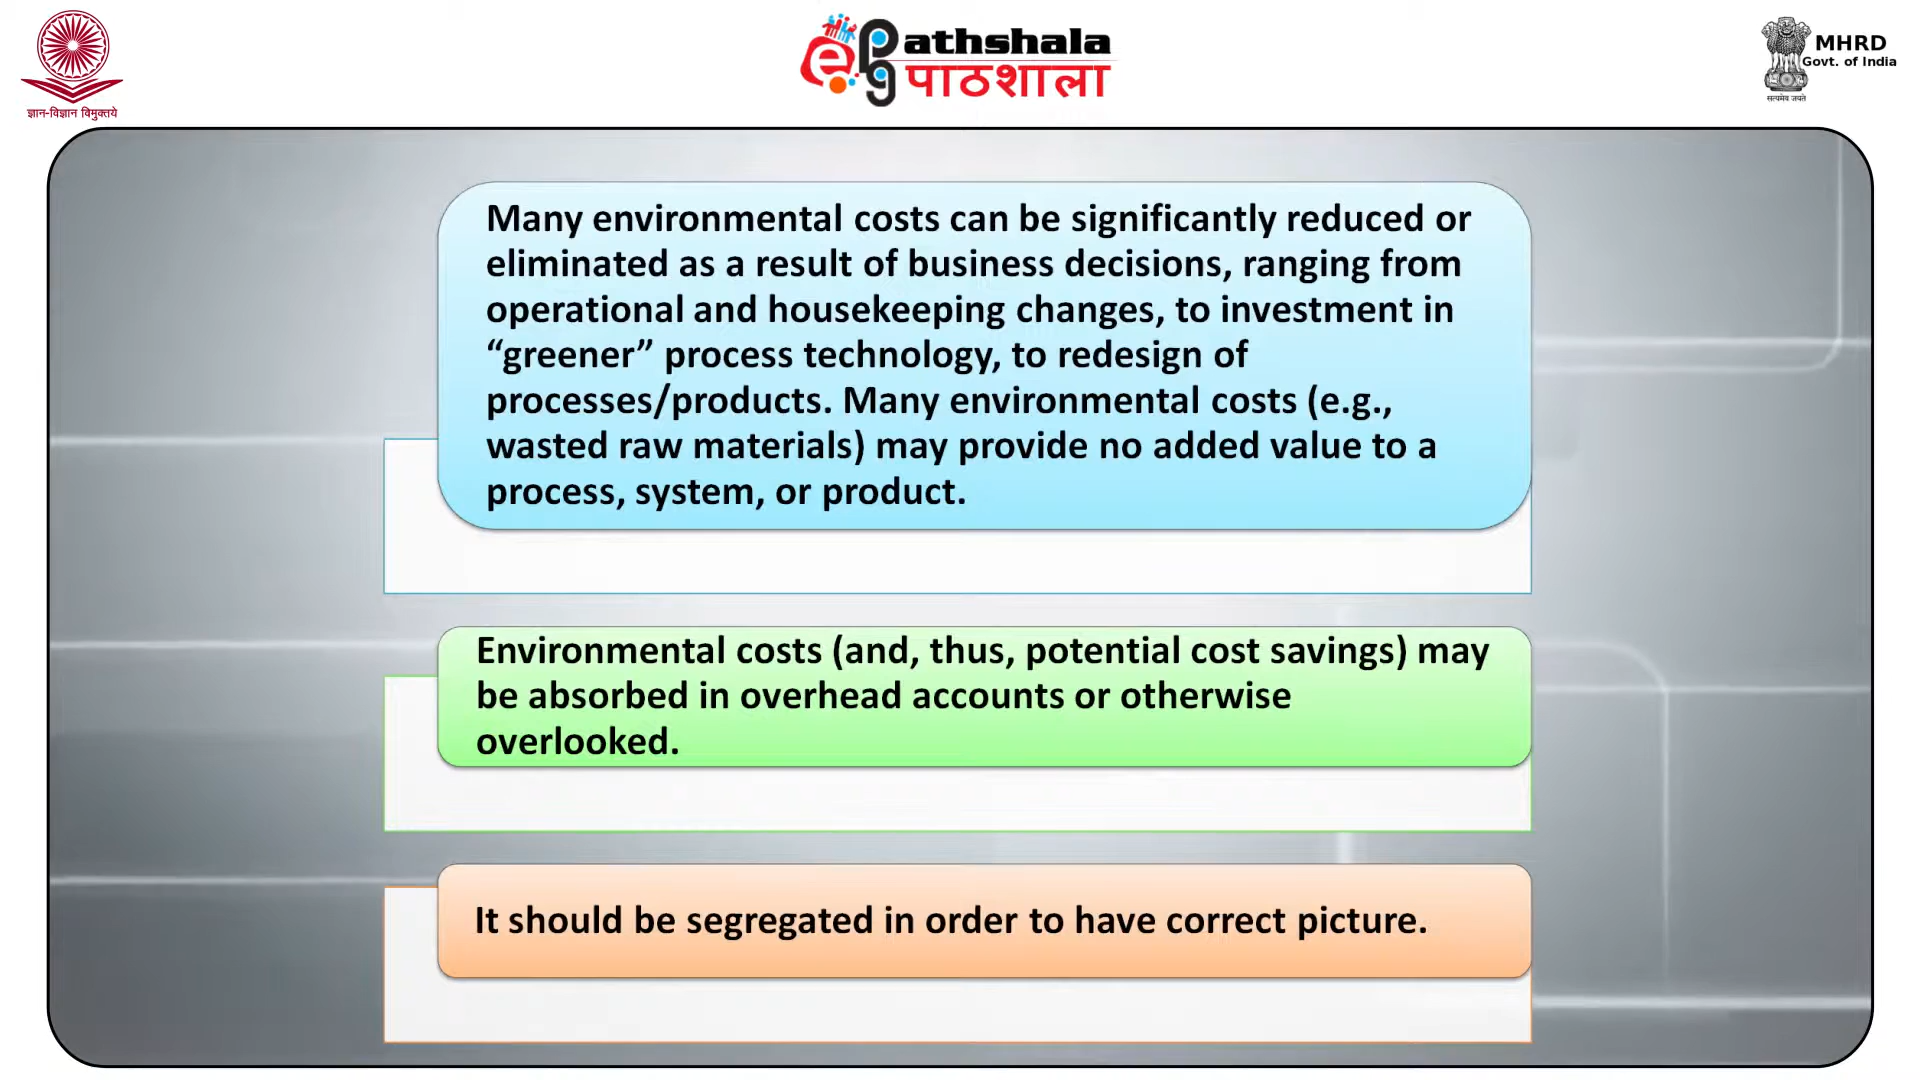 ज्ञान-विज्ञान विमुक्तये
ePG athshala
पाठशाला
MHRD
Govt. of India
सत्यमेव जयते
Many environmental costs can be significantly reduced or
eliminated as a result of business decisions, ranging from
operational and housekeeping changes, to investment in
“greener” process technology, to redesign of
processes/products. Many environmental costs (e.g.,
wasted raw materials) may provide no added value to a
process, system, or product.
Environmental costs (and, thus, potential cost savings) may
be absorbed in overhead accounts or otherwise
overlooked.
It should be segregated in order to have correct picture.